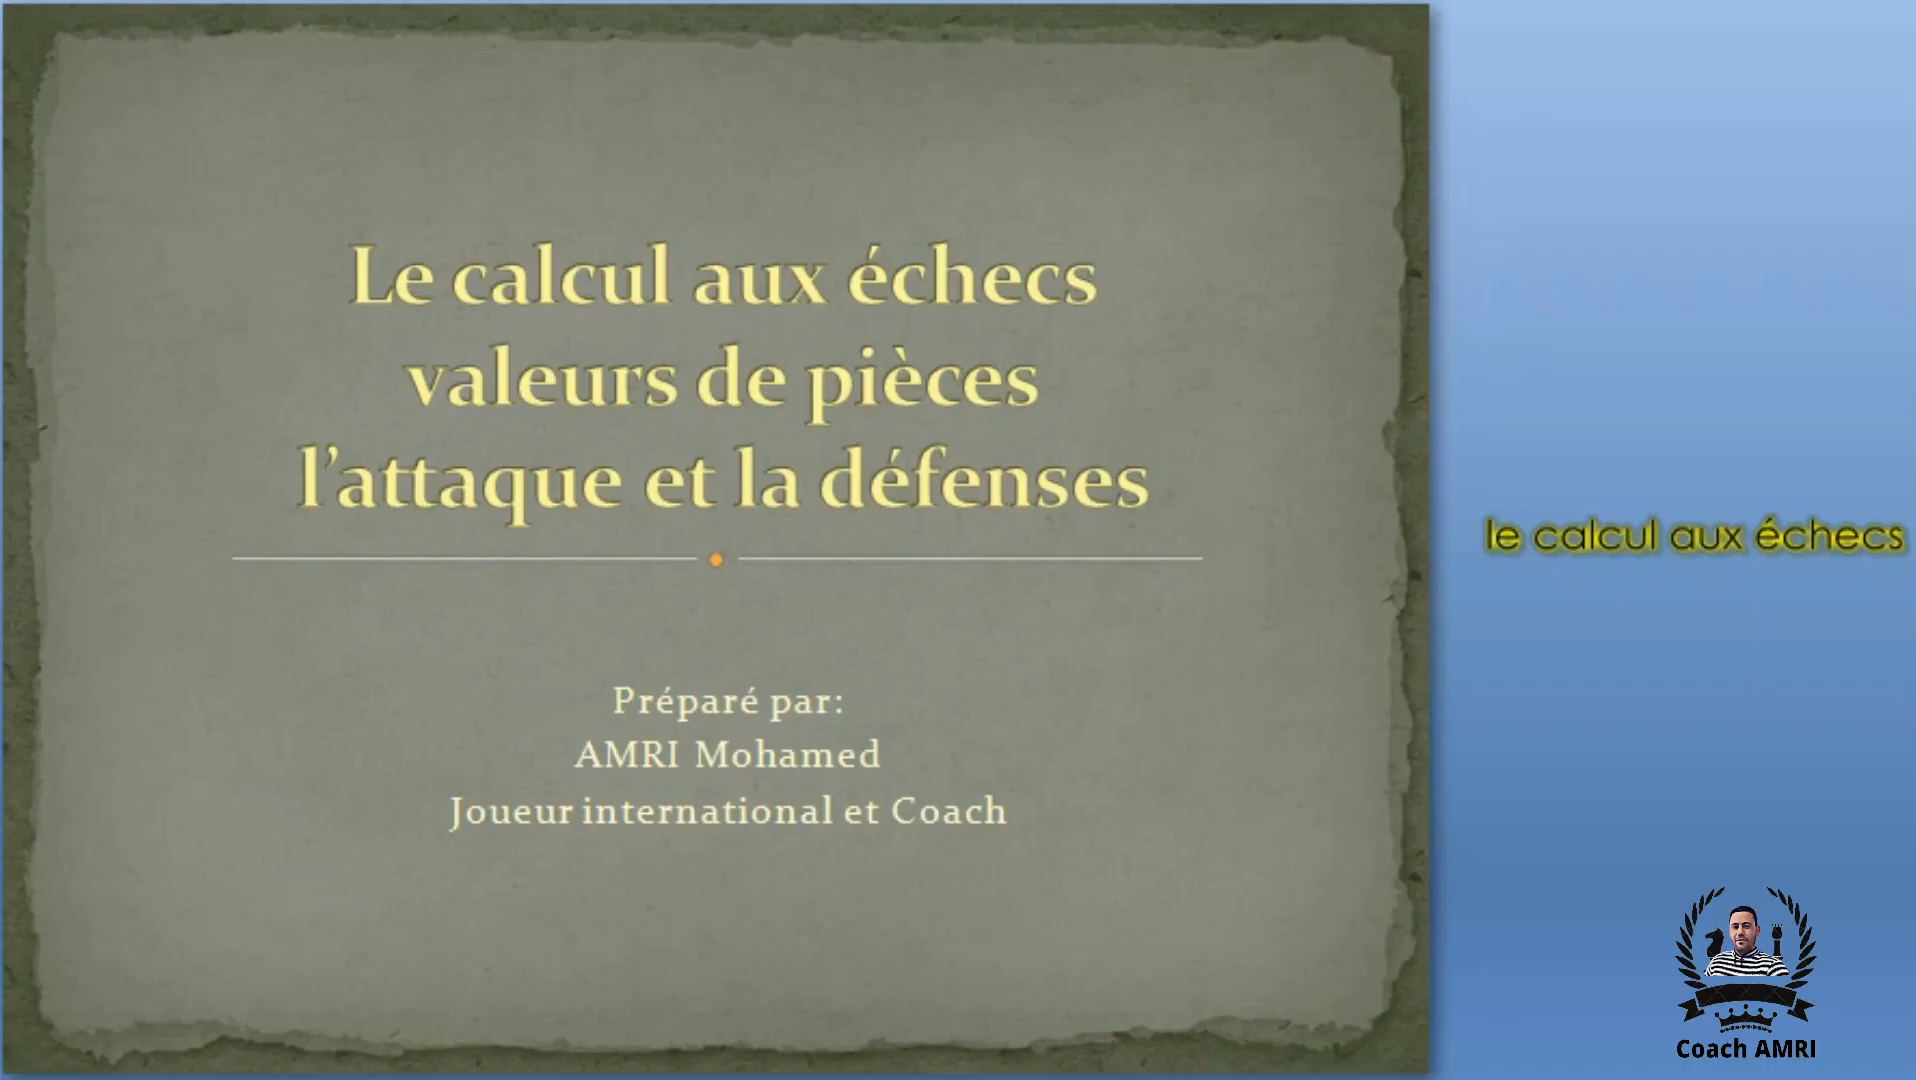 Le calcul aux échecs
valeurs de pièces
l’attaque et la défenses
Préparé par:
AMRI Mohamed
Joueur international et Coach
le calcul aux échecs
Coach AMRI